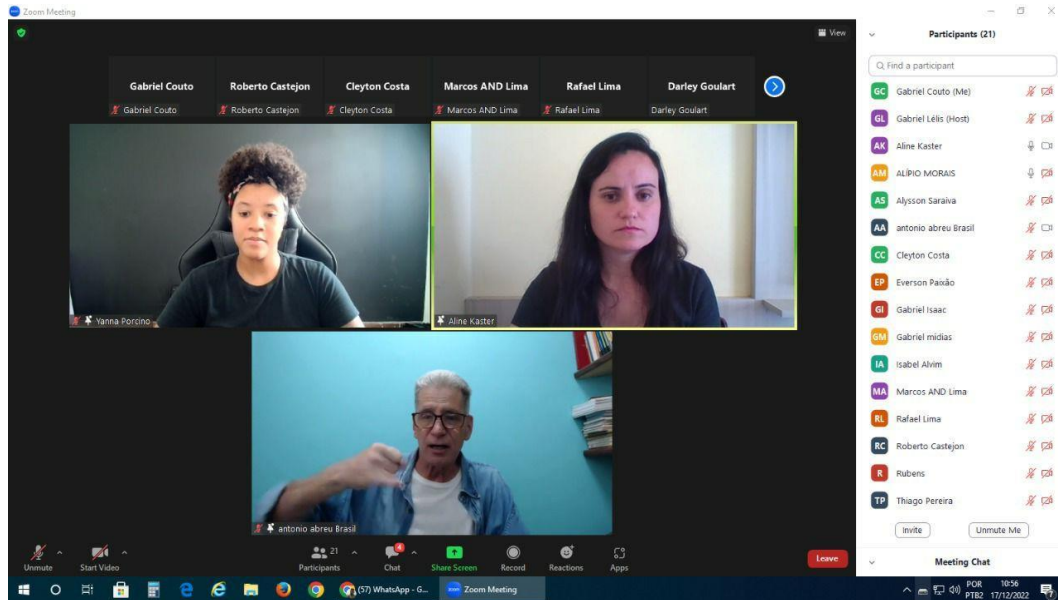 Zoom Meeting
View
Participants (21)
Find a participant
Gabriel Couto
Roberto Castejon
Cleyton Costa
Marcos AND Lima
Rafael Lima
Darley Goulart
Gabriel Couto
Roberto Castejon
Cleyton Costa
Marcos AND Lima
Rafael Lima
Darley Goulart
Yanna Porcino
Aline Kaster
antonio abreu Brasil
GC Gabriel Couto (Me)
GL Gabriel Lélis (Host)
AK Aline Kaster
AM ALÍPIO MORAIS
AS Alysson Saraiva
AA antonio abreu Brasil
CC Cleyton Costa
EP Everson Paixão
GI Gabriel Isaac
GM Gabriel midias
IA Isabel Alvim
MA Marcos AND Lima
RL Rafael Lima
RC Roberto Castejon
R Rubens
TP Thiago Pereira
Invite
Unmute Me
Meeting Chat
Unmute
Start Video
21
Participants
4
Chat
Share Screen
Record
Reactions
Apps
Leave
(57) WhatsApp - G...
zoom
Zoom Meeting
POR
PTB2
10:56
17/12/2022